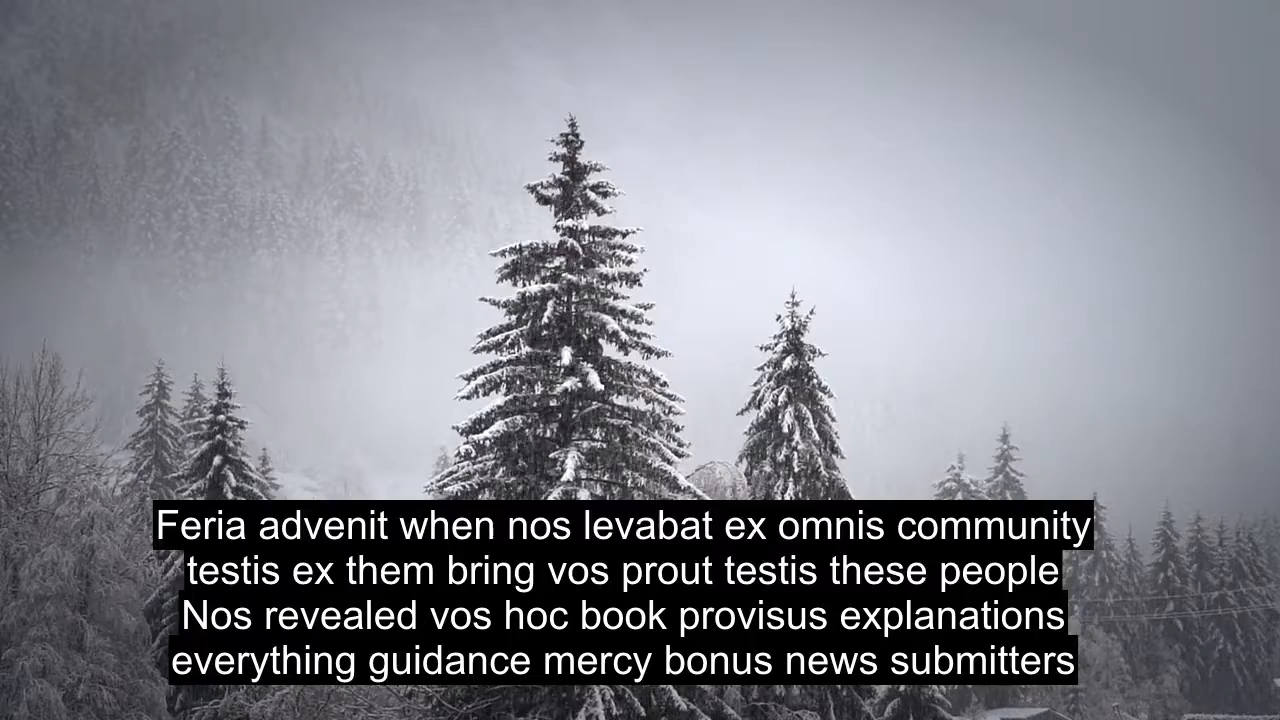 Feria advenit when nos levabat ex omnis community
testis ex them bring vos prout testis these people
Nos revealed vos hoc book provisus explanations
everything guidance mercy bonus news submitters